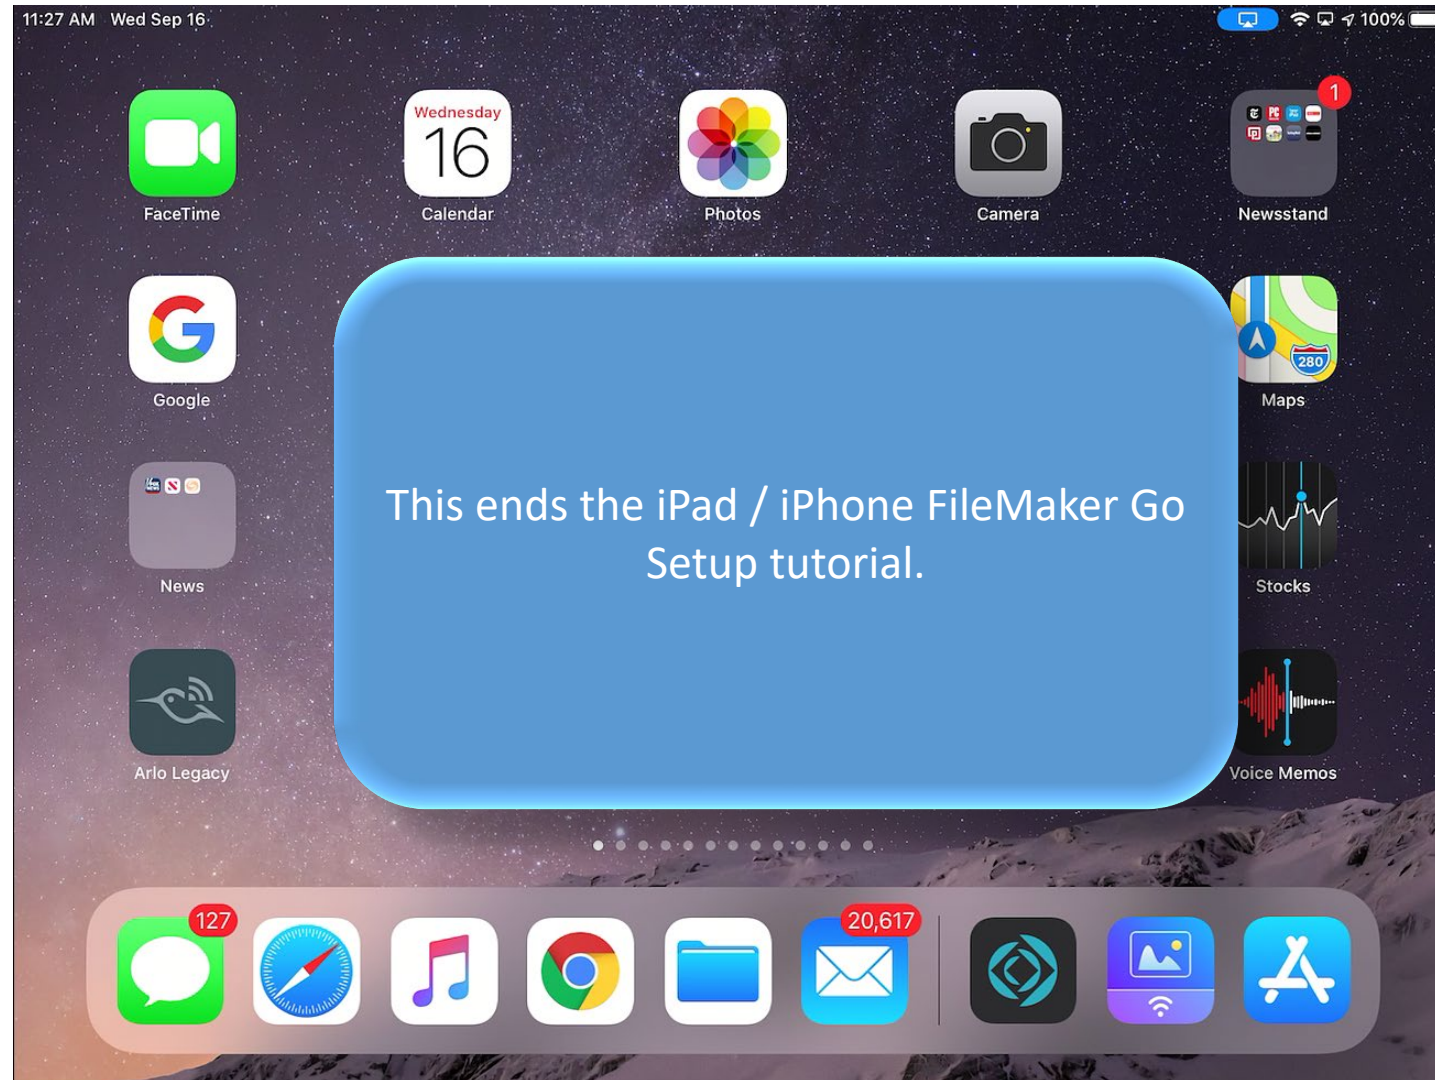 11:27 AM Wed Sep 16
100%
1
Wednesday
16
FaceTime
Calendar
Photos
Camera
Newsstand
280
Google
Maps
This ends the iPad / iPhone FileMaker Go
Setup tutorial.
News
Stocks
Arlo Legacy
Voice Memos
127
20,617